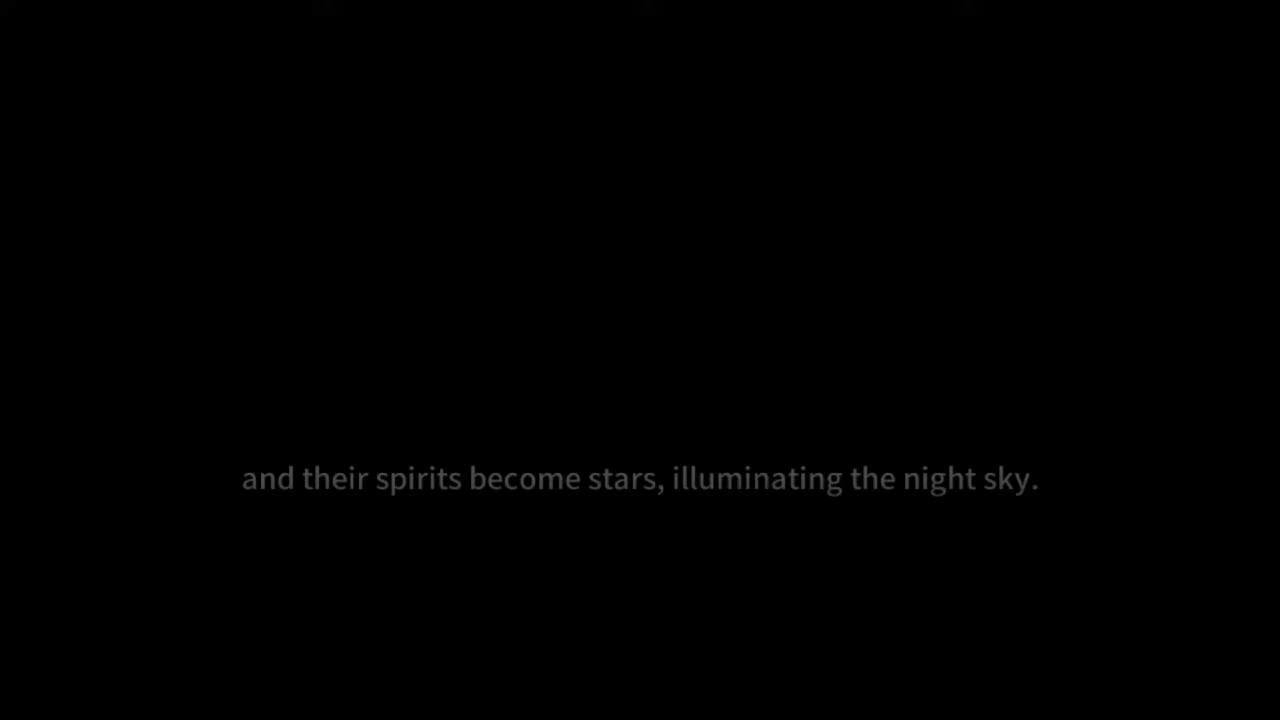 and their spirits become stars, illuminating the night sky.